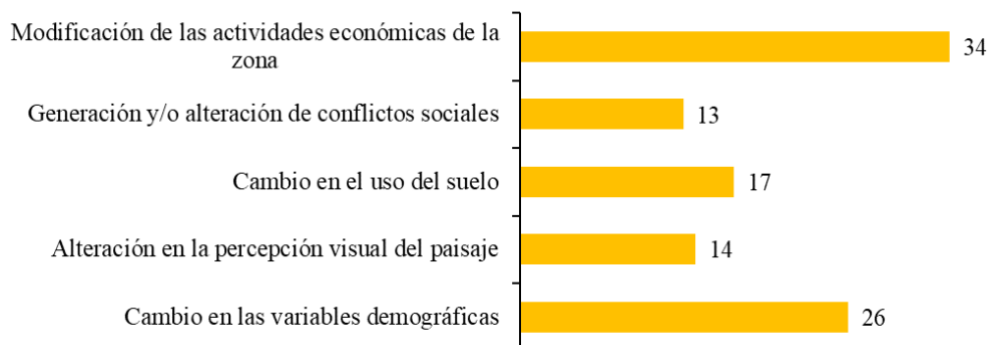 Modificación de las actividades económicas de la
zona
34
Generación y/o alteración de conflictos sociales
13
Cambio en el uso del suelo
17
Alteración en la percepción visual del paisaje
14
Cambio en las variables demográficas
26